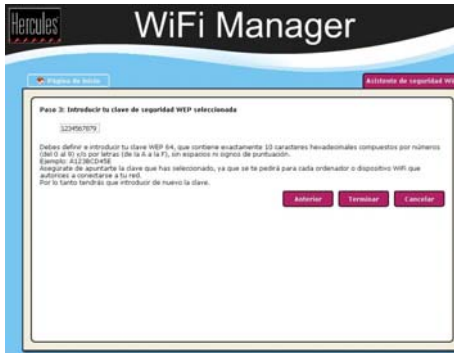 Hercules
WiFi Manager
Página de Inicio
Asistente de seguridad Wi
Paso 3: Introducir tu clave de seguridad WEP seleccionada
1234567879
Debes definir e introducir tu clave WEP 64, que contiene exactamente 10 caracteres hexadecimales compuestos por números
(del 0 al 9) y/o por letras (de la A a la F), sin espacios ni signos de puntuación.
Ejemplo: A123BCD45E
Asegúrate de apuntarte la clave que has seleccionado, ya que se te pedirá para cada ordenador o dispositivo WiFi que
autorices a conectarse a tu red.
Por lo tanto tendrás que introducir de nuevo la clave.
Anterior Terminar Cancelar